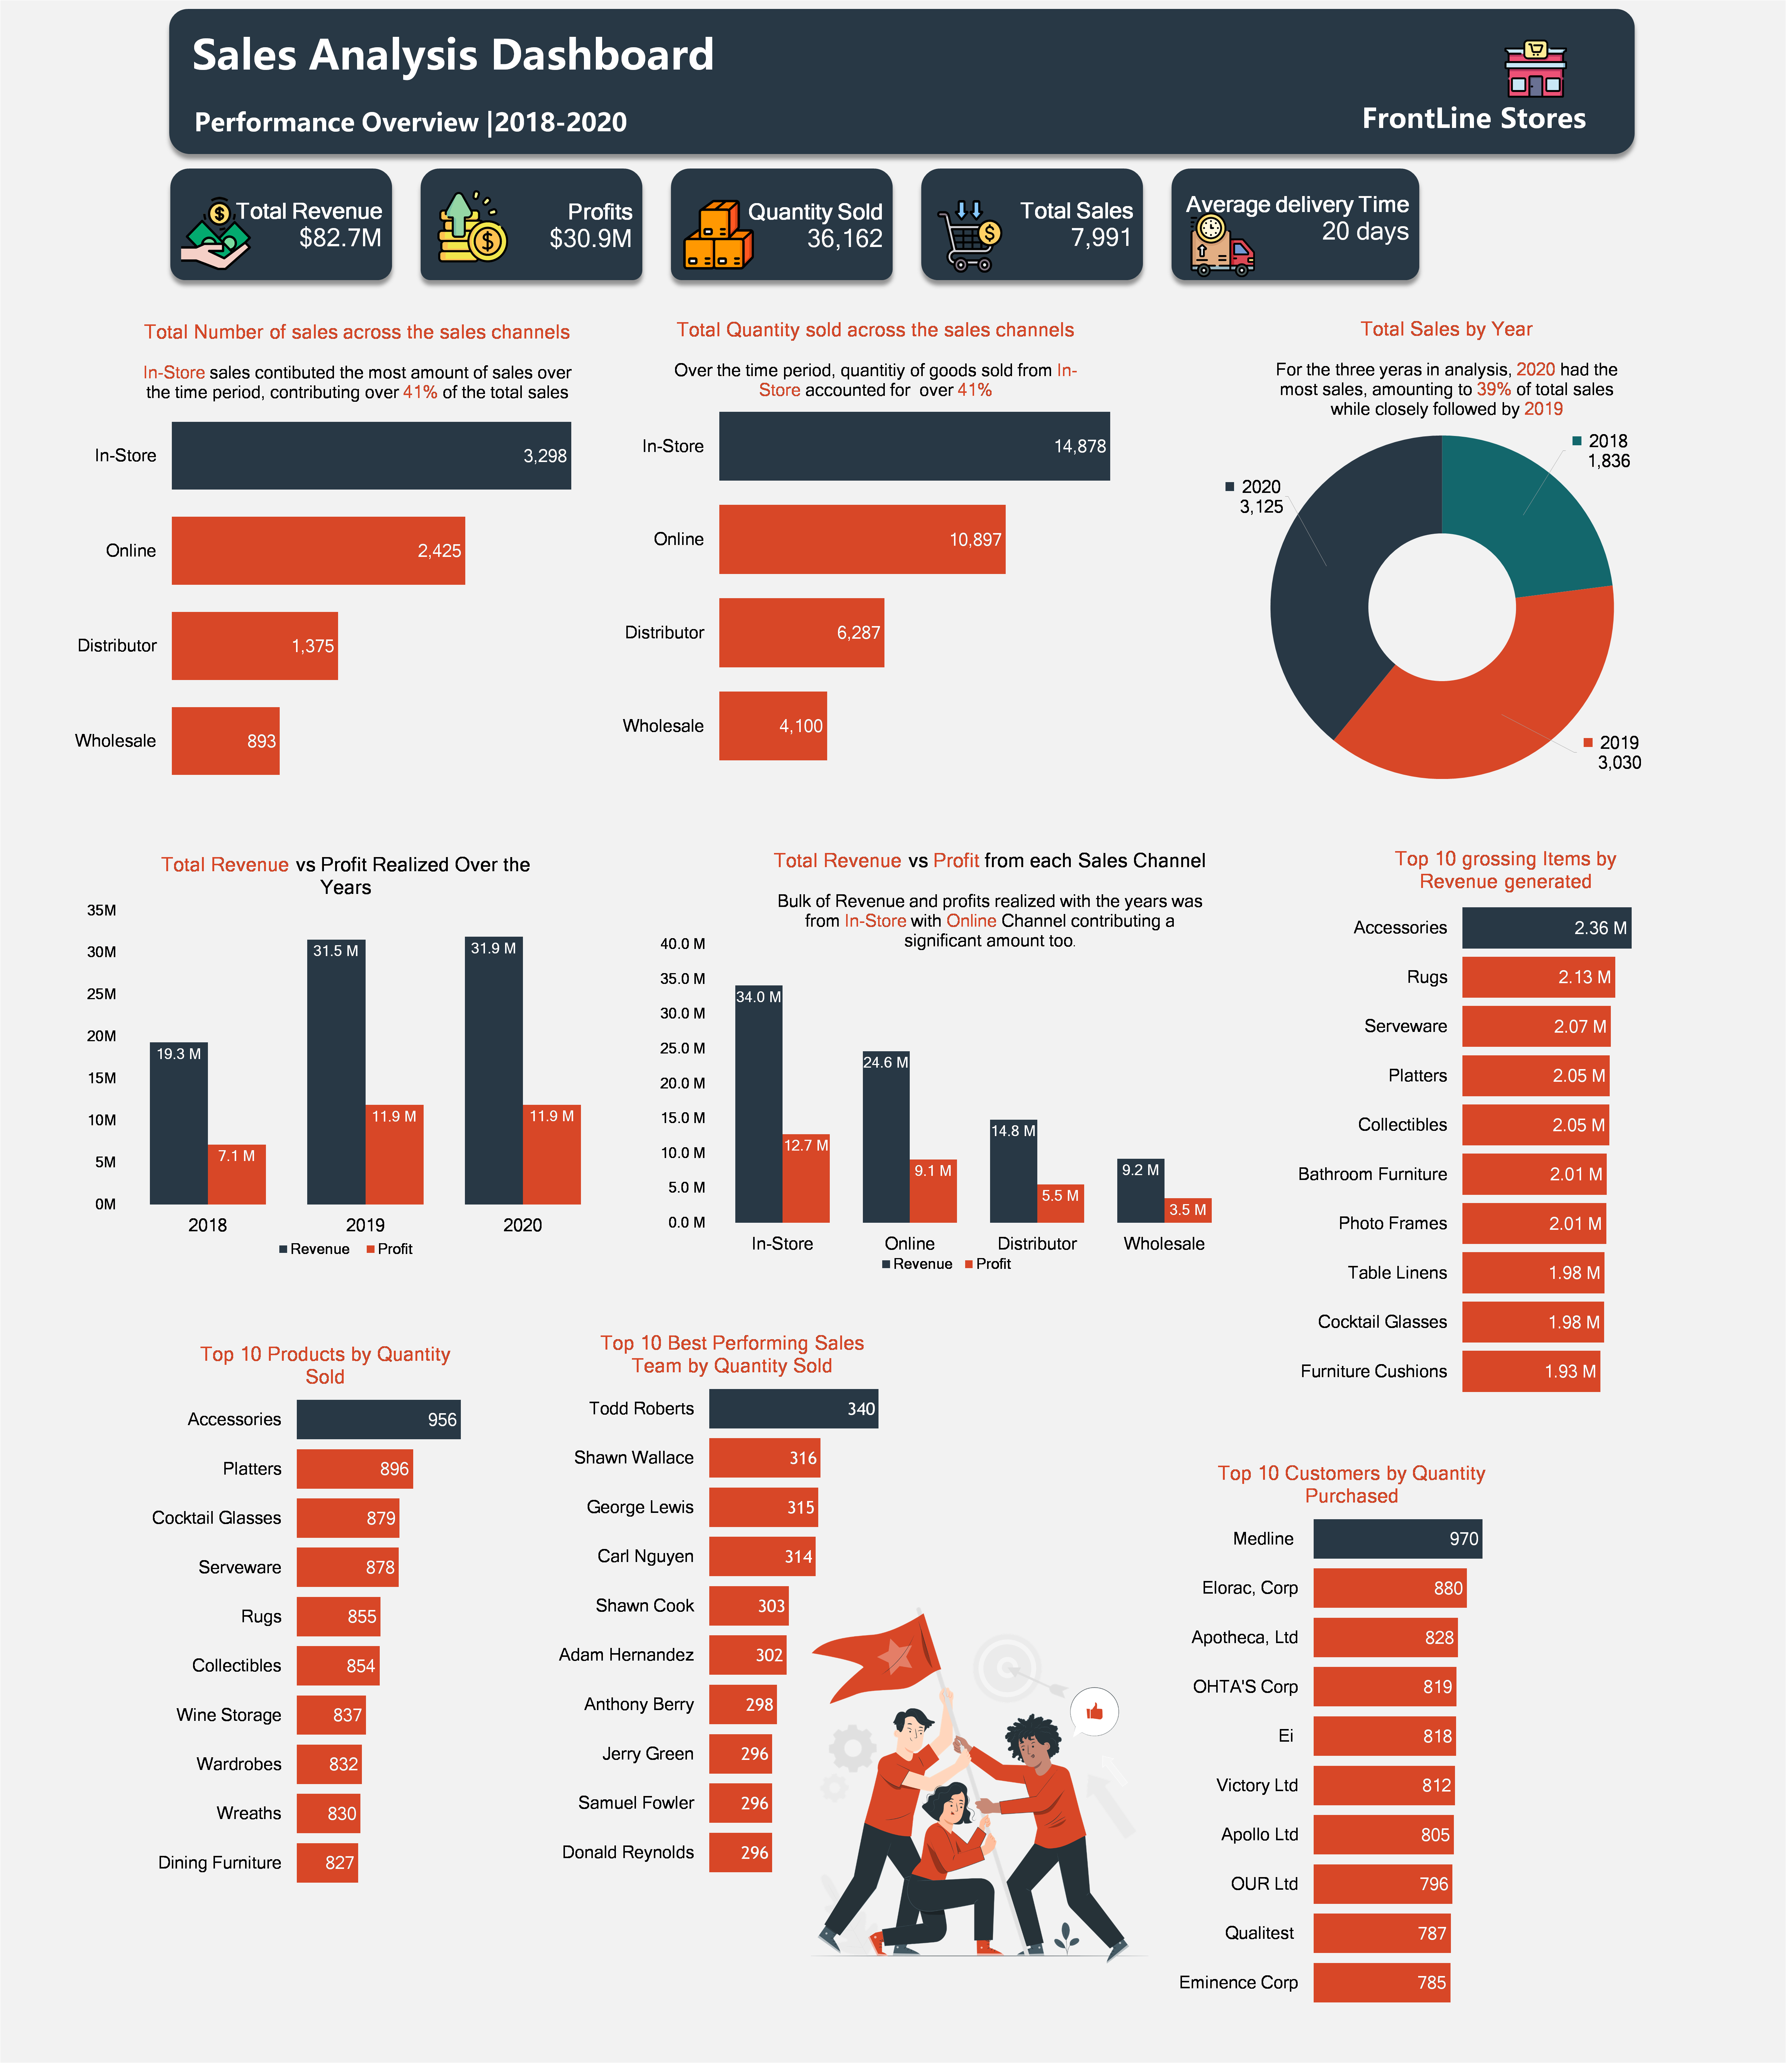 Sales Analysis Dashboard
Performance Overview |2018-2020
FrontLine Stores
Total Revenue
$82.7M
Profits
$30.9M
Quantity Sold
36,162
Total Sales
7,991
Average delivery Time
20 days
Total Number of sales across the sales channels
In-Store sales contibuted the most amount of sales over
the time period, contributing over 41% of the total sales
In-Store 3,298
Online 2,425
Distributor 1,375
Wholesale 893
Total Quantity sold across the sales channels
Over the time period, quantitiy of goods sold from In-
Store accounted for over 41%
In-Store 14,878
Online 10,897
Distributor 6,287
Wholesale 4,100
Total Sales by Year
For the three yeras in analysis, 2020 had the
most sales, amounting to 39% of total sales
while closely followed by 2019
2018
1,836
2020
3,125
2019
3,030
Total Revenue vs Profit Realized Over the
Years
35M
30M
25M
20M
15M
10M
5M
0M
19.3 M
7.1 M
31.5 M
11.9 M
31.9 M
11.9 M
2018 2019 2020
Revenue Profit
Total Revenue vs Profit from each Sales Channel
Bulk of Revenue and profits realized with the years was
from In-Store with Online Channel contributing a
significant amount too.
40.0 M
35.0 M
30.0 M
25.0 M
20.0 M
15.0 M
10.0 M
5.0 M
0.0 M
34.0 M
12.7 M
24.6 M
9.1 M
14.8 M
5.5 M
9.2 M
3.5 M
In-Store Online Distributor Wholesale
Revenue Profit
Top 10 grossing Items by
Revenue generated
Accessories 2.36 M
Rugs 2.13 M
Serveware 2.07 M
Platters 2.05 M
Collectibles 2.05 M
Bathroom Furniture 2.01 M
Photo Frames 2.01 M
Table Linens 1.98 M
Cocktail Glasses 1.98 M
Furniture Cushions 1.93 M
Top 10 Products by Quantity
Sold
Accessories 956
Platters 896
Cocktail Glasses 879
Serveware 878
Rugs 855
Collectibles 854
Wine Storage 837
Wardrobes 832
Wreaths 830
Dining Furniture 827
Top 10 Best Performing Sales
Team by Quantity Sold
Todd Roberts 340
Shawn Wallace 316
George Lewis 315
Carl Nguyen 314
Shawn Cook 303
Adam Hernandez 302
Anthony Berry 298
Jerry Green 296
Samuel Fowler 296
Donald Reynolds 296
Top 10 Customers by Quantity
Purchased
Medline 970
Elorac, Corp 880
Apotheca, Ltd 828
OHTA'S Corp 819
Ei 818
Victory Ltd 812
Apollo Ltd 805
OUR Ltd 796
Qualitest 787
Eminence Corp 785